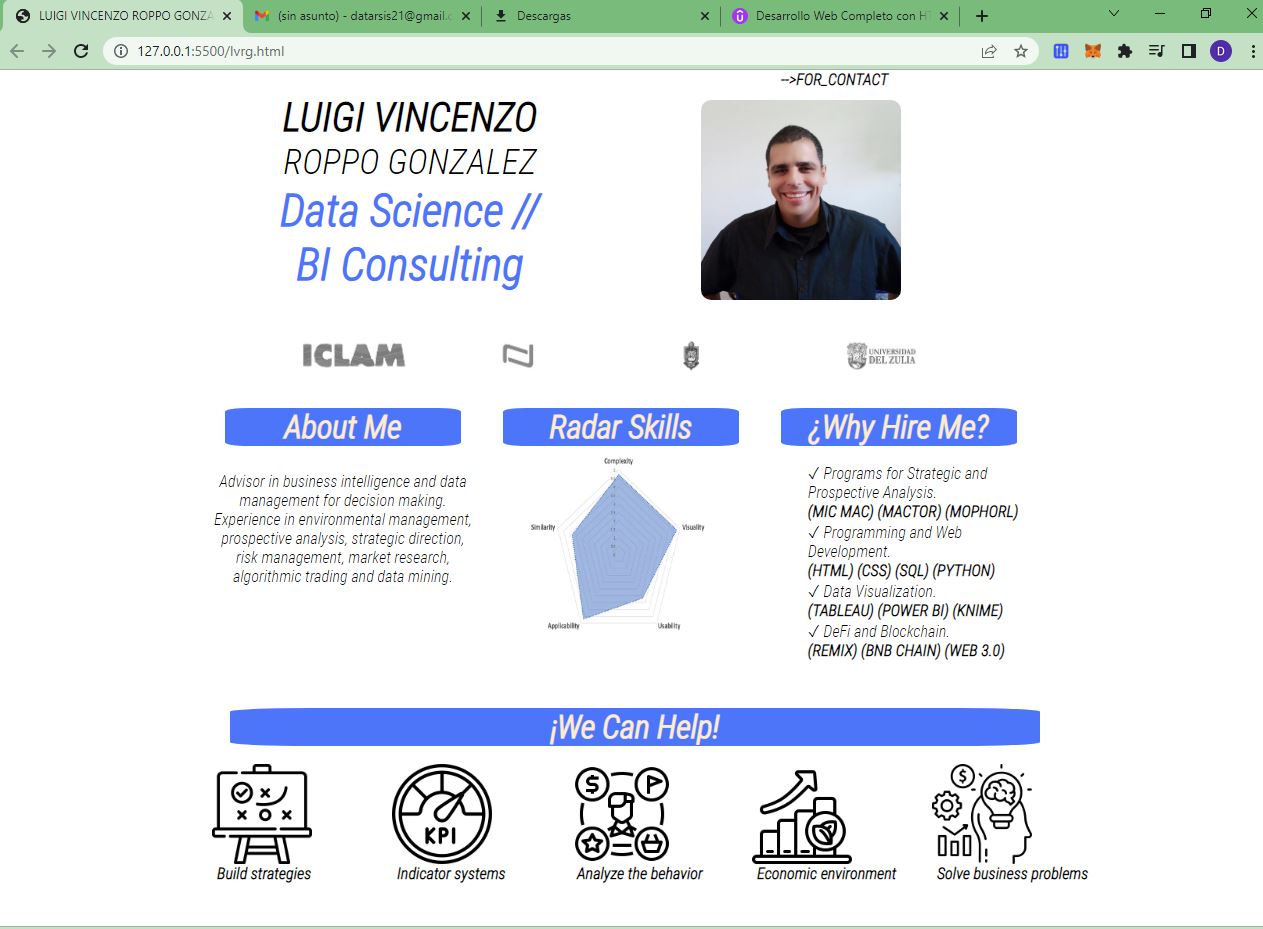 LUIGI VINCENZO ROPPO GONZA
(sin asunto) - datarsis21@gmail.c
Descargas
Desarrollo Web Completo con HT
127.0.0.1:5500/lvrg.html
D
-->FOR_CONTACT
LUIGI VINCENZO
ROPPO GONZALEZ
Data Science //
BI Consulting
ICLAM
UNIVERSIDAD
DEL ZULIA
About Me
Radar Skills
¿Why Hire Me?
Advisor in business intelligence and data
management for decision making.
Experience in environmental management,
prospective analysis, strategic direction,
risk management, market research,
algorithmic trading and data mining.
Complexity
Similarity
Visuality
Applicability
Usability
✓ Programs for Strategic and
Prospective Analysis.
(MIC MAC) (MACTOR) (MOPHORL)
✓ Programming and Web
Development.
(HTML) (CSS) (SQL) (PYTHON)
✓ Data Visualization.
(TABLEAU) (POWER BI) (KNIME)
✓ DeFi and Blockchain.
(REMIX) (BNB CHAIN) (WEB 3.0)
¡We Can Help!
KPI
Build strategies
Indicator systems
Analyze the behavior
Economic environment
Solve business problems